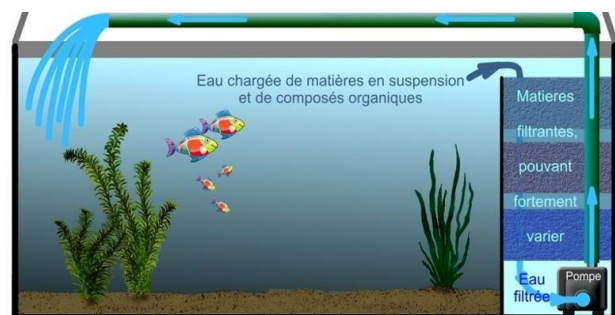 Eau chargée de matières en suspension
et de composés organiques
Matieres
filtrantes,
pouvant
fortement
varier
Eau
filtrée
Pompe